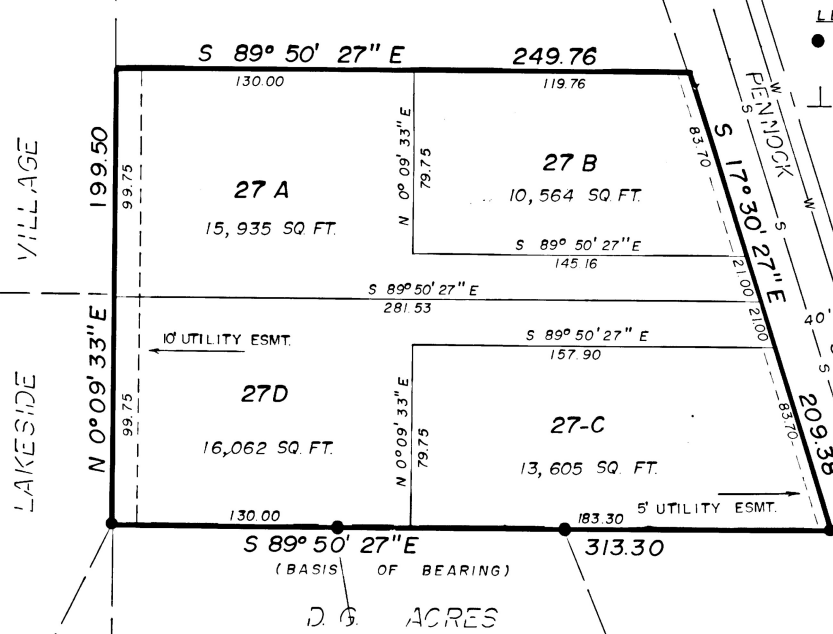 S 89° 50' 27" E 249.76
130.00 119.76
PENNOCK
W
S
W
S
S
W
S
S
VILLAGE
LAKESIDE
199.50
N 0° 09' 33" E
99.75
99.75
27 A
15,935 SQ. FT.
N 0° 09' 33" E
79.75
27 B
10,564 SQ. FT.
83.70
S 17° 30' 27" E
209.38
S 89° 50' 27" E
145.16
21.00
S 89° 50' 27" E
281.53
21.00
40'
10' UTILITY ESMT.
S 89° 50' 27" E
157.90
27D
16,062 SQ. FT.
N 0° 09' 33" E
79.75
27-C
13,605 SQ. FT.
83.70
5' UTILITY ESMT.
130.00 183.30
S 89° 50' 27" E 313.30
(BASIS OF BEARING)
D. G. ACRES